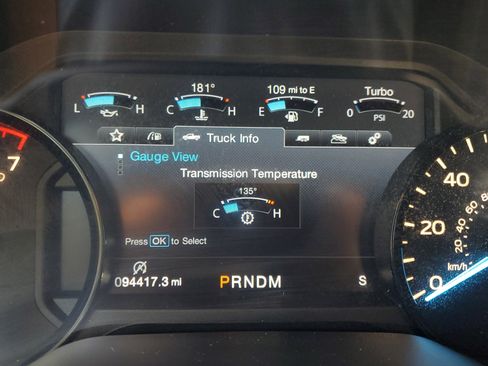 181° 109 mi to E Turbo
L H C H E F 0 20
PSI
Truck Info
Gauge View
Transmission Temperature
135°
C H
Press OK to Select
094417.3 mi PRNDM S
7
40
20
0
20
km/h